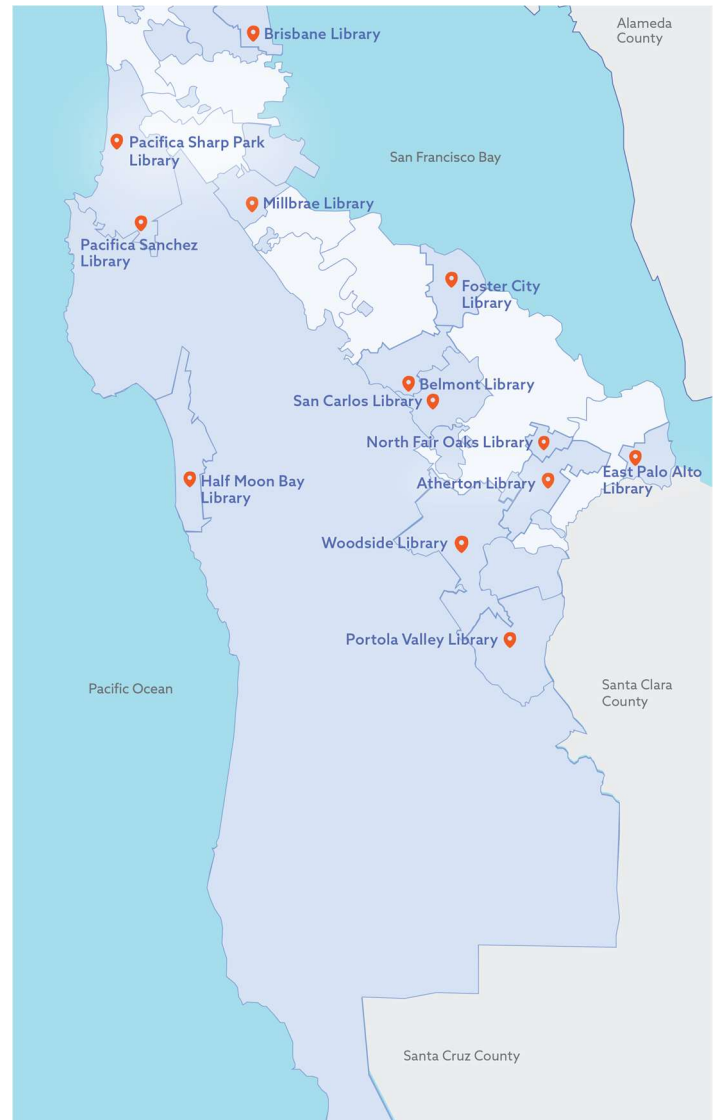 Alameda
County
Brisbane Library
Pacifica Sharp Park
Library
San Francisco Bay
Millbrae Library
Pacifica Sanchez
Library
Foster City
Library
Belmont Library
San Carlos Library
North Fair Oaks Library
East Palo Alto
Library
Atherton Library
Half Moon Bay
Library
Woodside Library
Portola Valley Library
Pacific Ocean
Santa Clara
County
Santa Cruz County